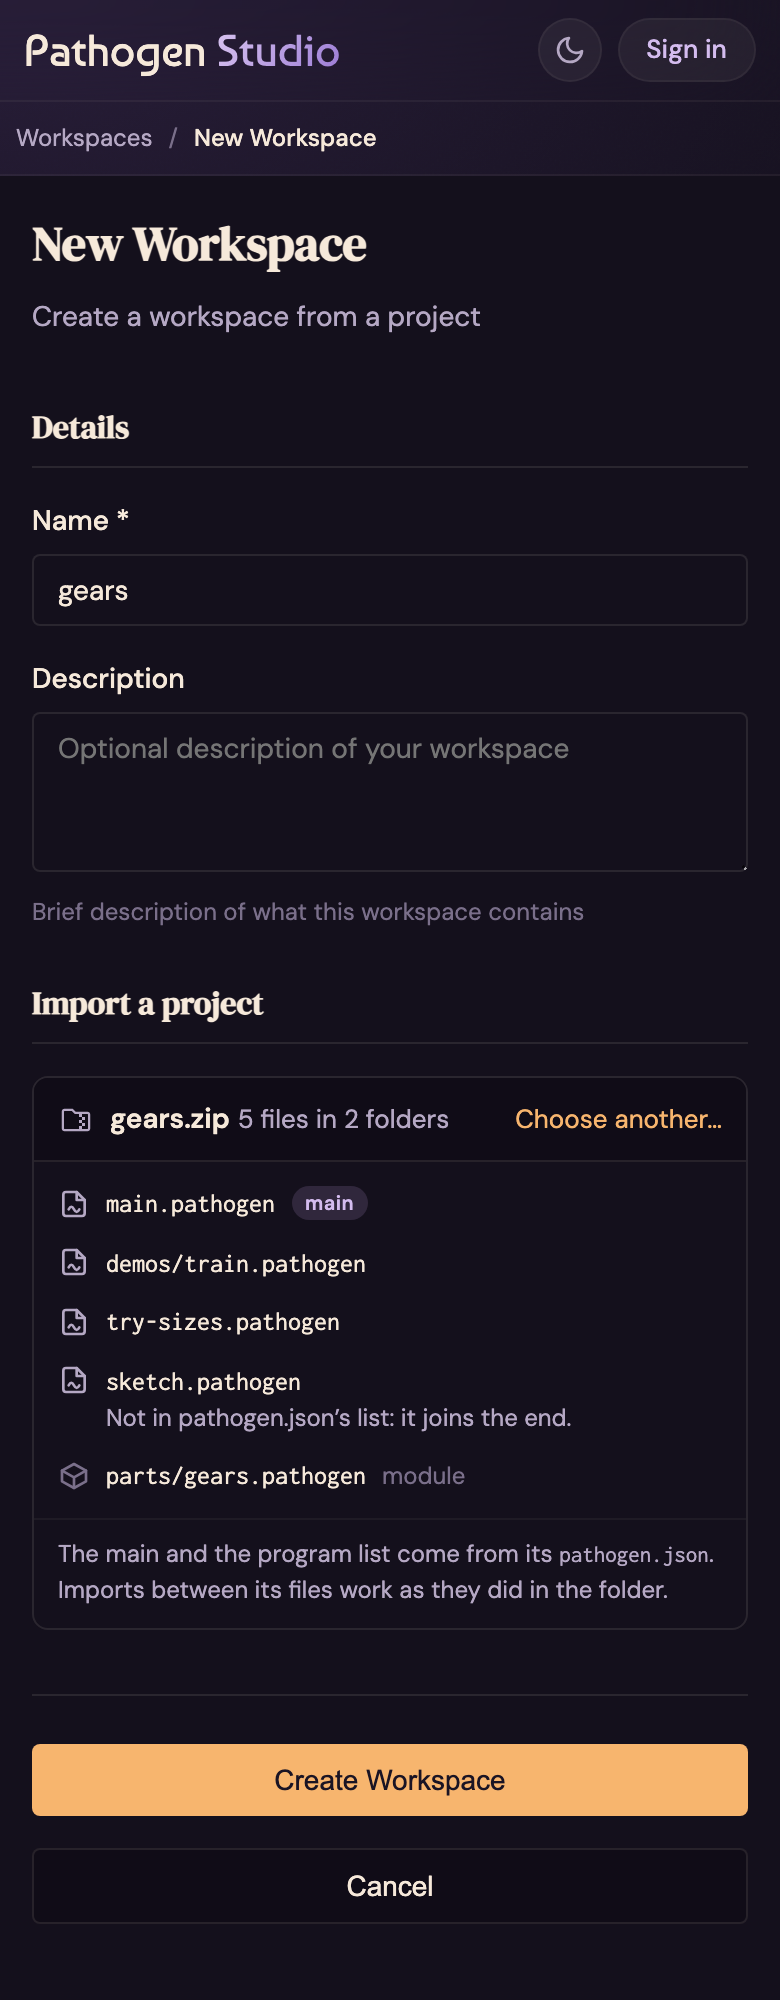 Pathogen Studio
Sign in
Workspaces / New Workspace
New Workspace
Create a workspace from a project
Details
Name *
gears
Description
Optional description of your workspace
Brief description of what this workspace contains
Import a project
gears.zip 5 files in 2 folders Choose another…
main.pathogen main
demos/train.pathogen
try-sizes.pathogen
sketch.pathogen
Not in pathogen.json’s list: it joins the end.
parts/gears.pathogen module
The main and the program list come from its pathogen.json.
Imports between its files work as they did in the folder.
Create Workspace
Cancel